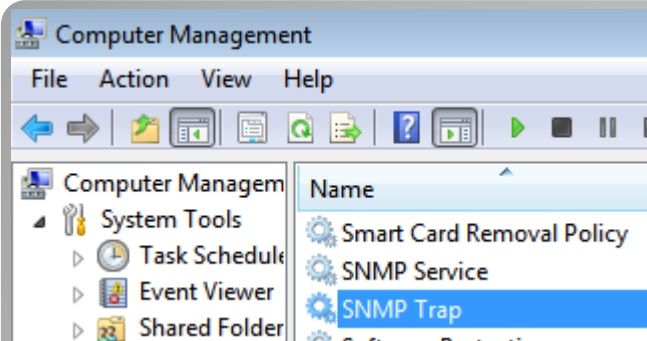 Computer Management
File Action View Help
Computer Managem
System Tools
Task Schedule
Event Viewer
Shared Folder
Name
Smart Card Removal Policy
SNMP Service
SNMP Trap